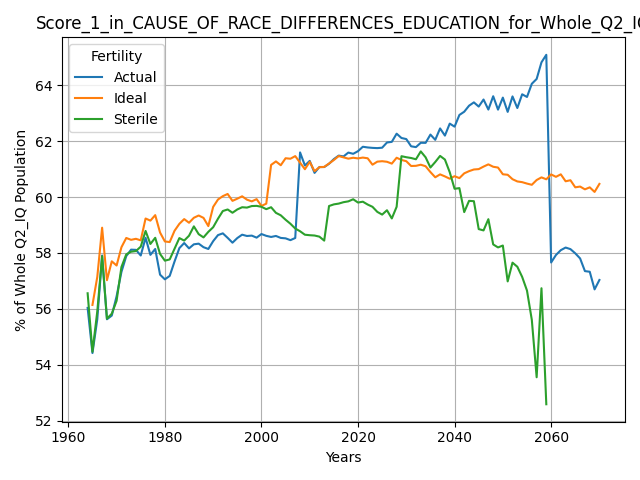 Score_1_in_CAUSE_OF_RACE_DIFFERENCES_EDUCATION_for_Whole_Q2_IQ
Fertility
Actual
Ideal
Sterile
% of Whole Q2_IQ Population
64
62
60
58
56
54
52
1960
1980
2000
2020
2040
2060
Years